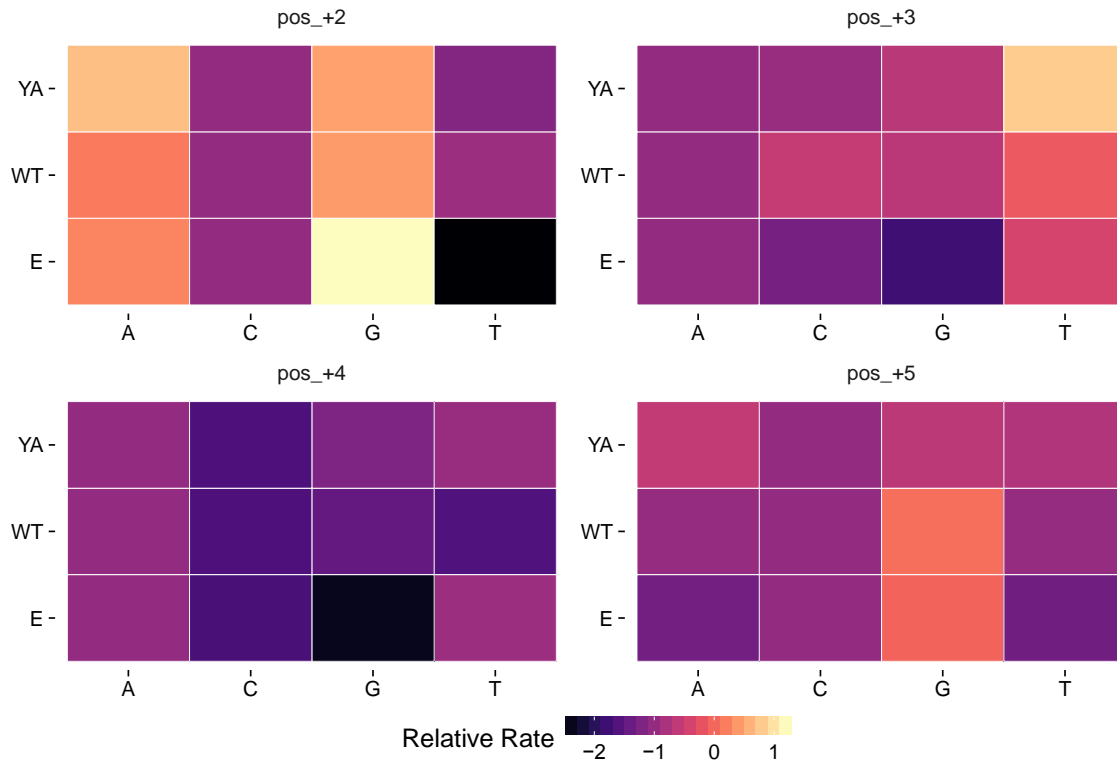 pos_+2
pos_+3
YA
WT
E
A C G T
YA
WT
E
A C G T
pos_+4
pos_+5
YA
WT
E
A C G T
YA
WT
E
A C G T
Relative Rate
−2 −1 0 1